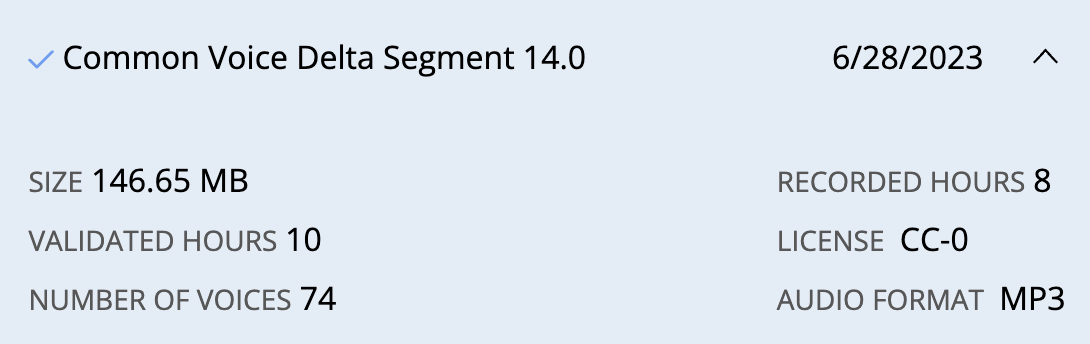 Common Voice Delta Segment 14.0 6/28/2023
SIZE 146.65 MB RECORDED HOURS 8
VALIDATED HOURS 10 LICENSE CC-0
NUMBER OF VOICES 74 AUDIO FORMAT MP3